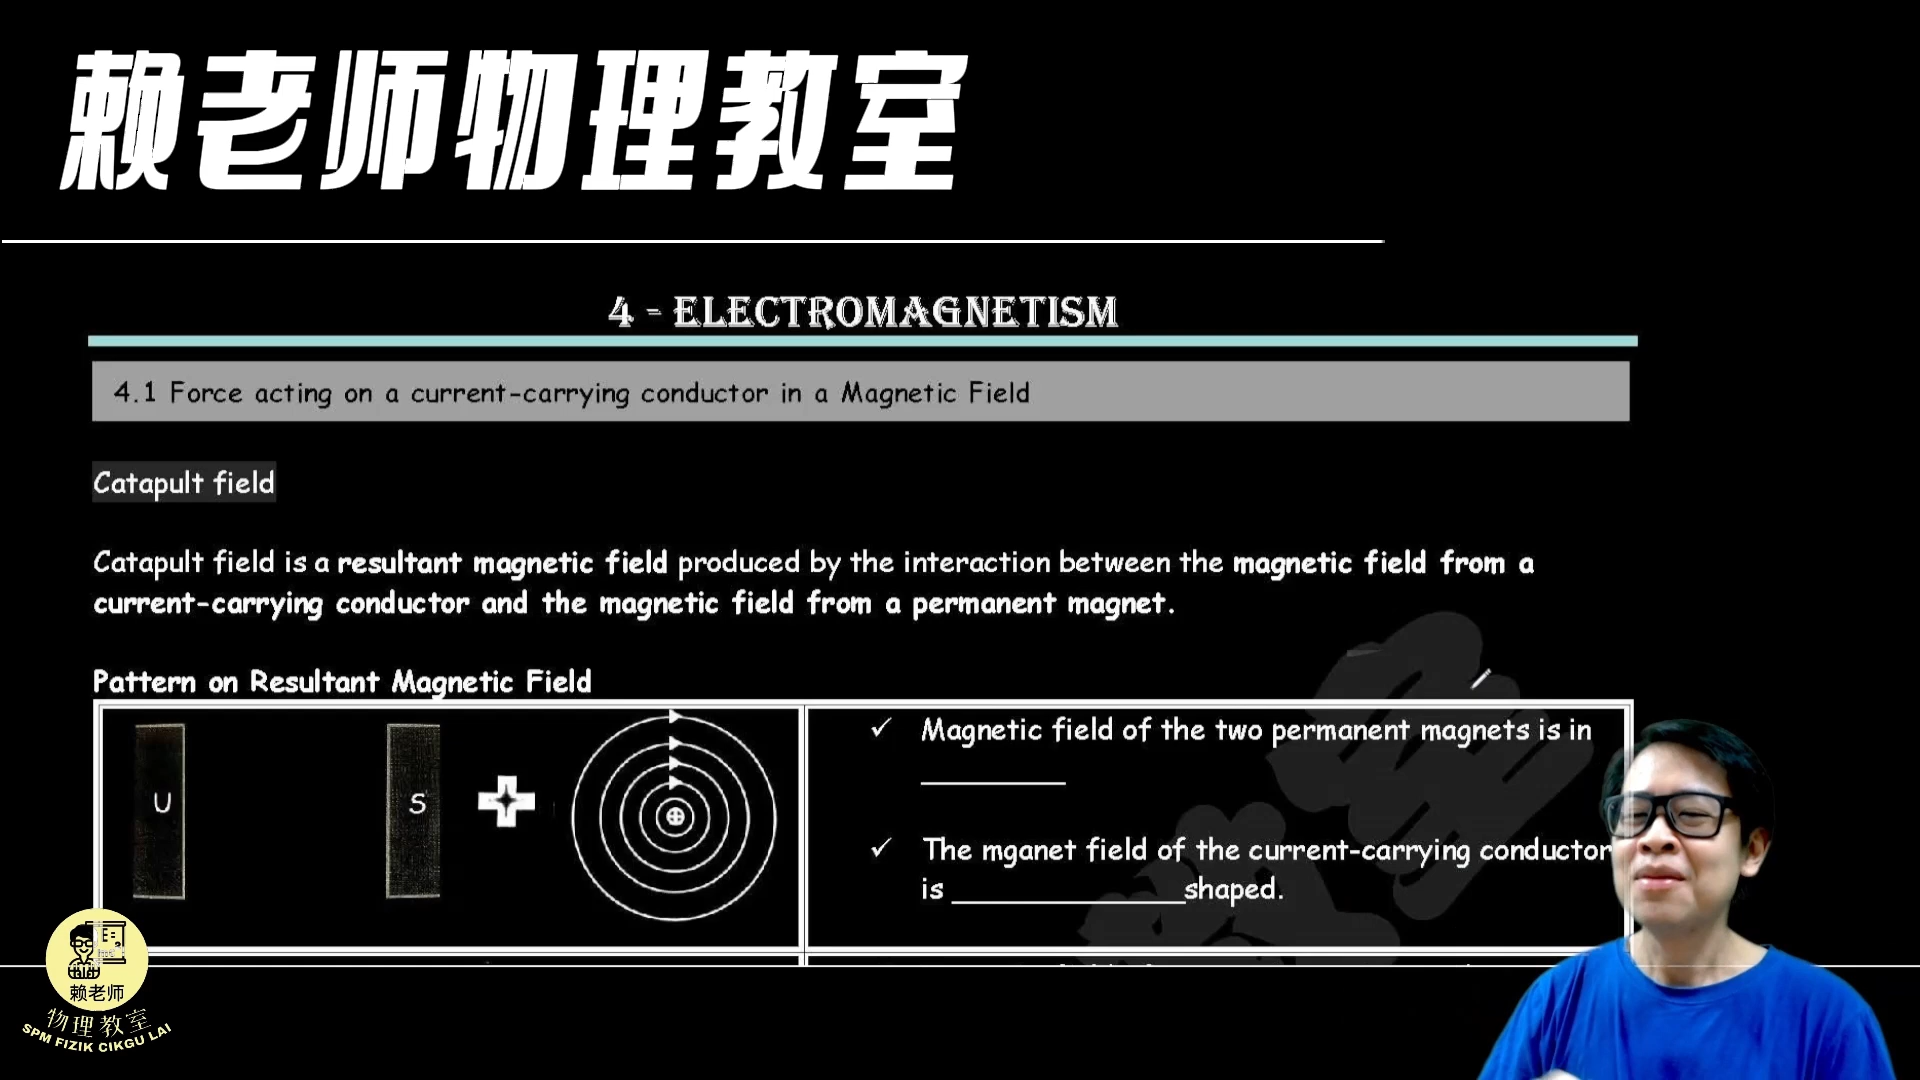 赖老师物理教室
4 - ELECTROMAGNETISM
4.1 Force acting on a current-carrying conductor in a Magnetic Field
Catapult field
Catapult field is a resultant magnetic field produced by the interaction between the magnetic field from a
current-carrying conductor and the magnetic field from a permanent magnet.
Pattern on Resultant Magnetic Field
U
S
✓ Magnetic field of the two permanent magnets is in
__________
✓ The mganet field of the current-carrying conductor
is ________________shaped.
赖老师
物理教室
SPM FIZIK CIKGU LAI